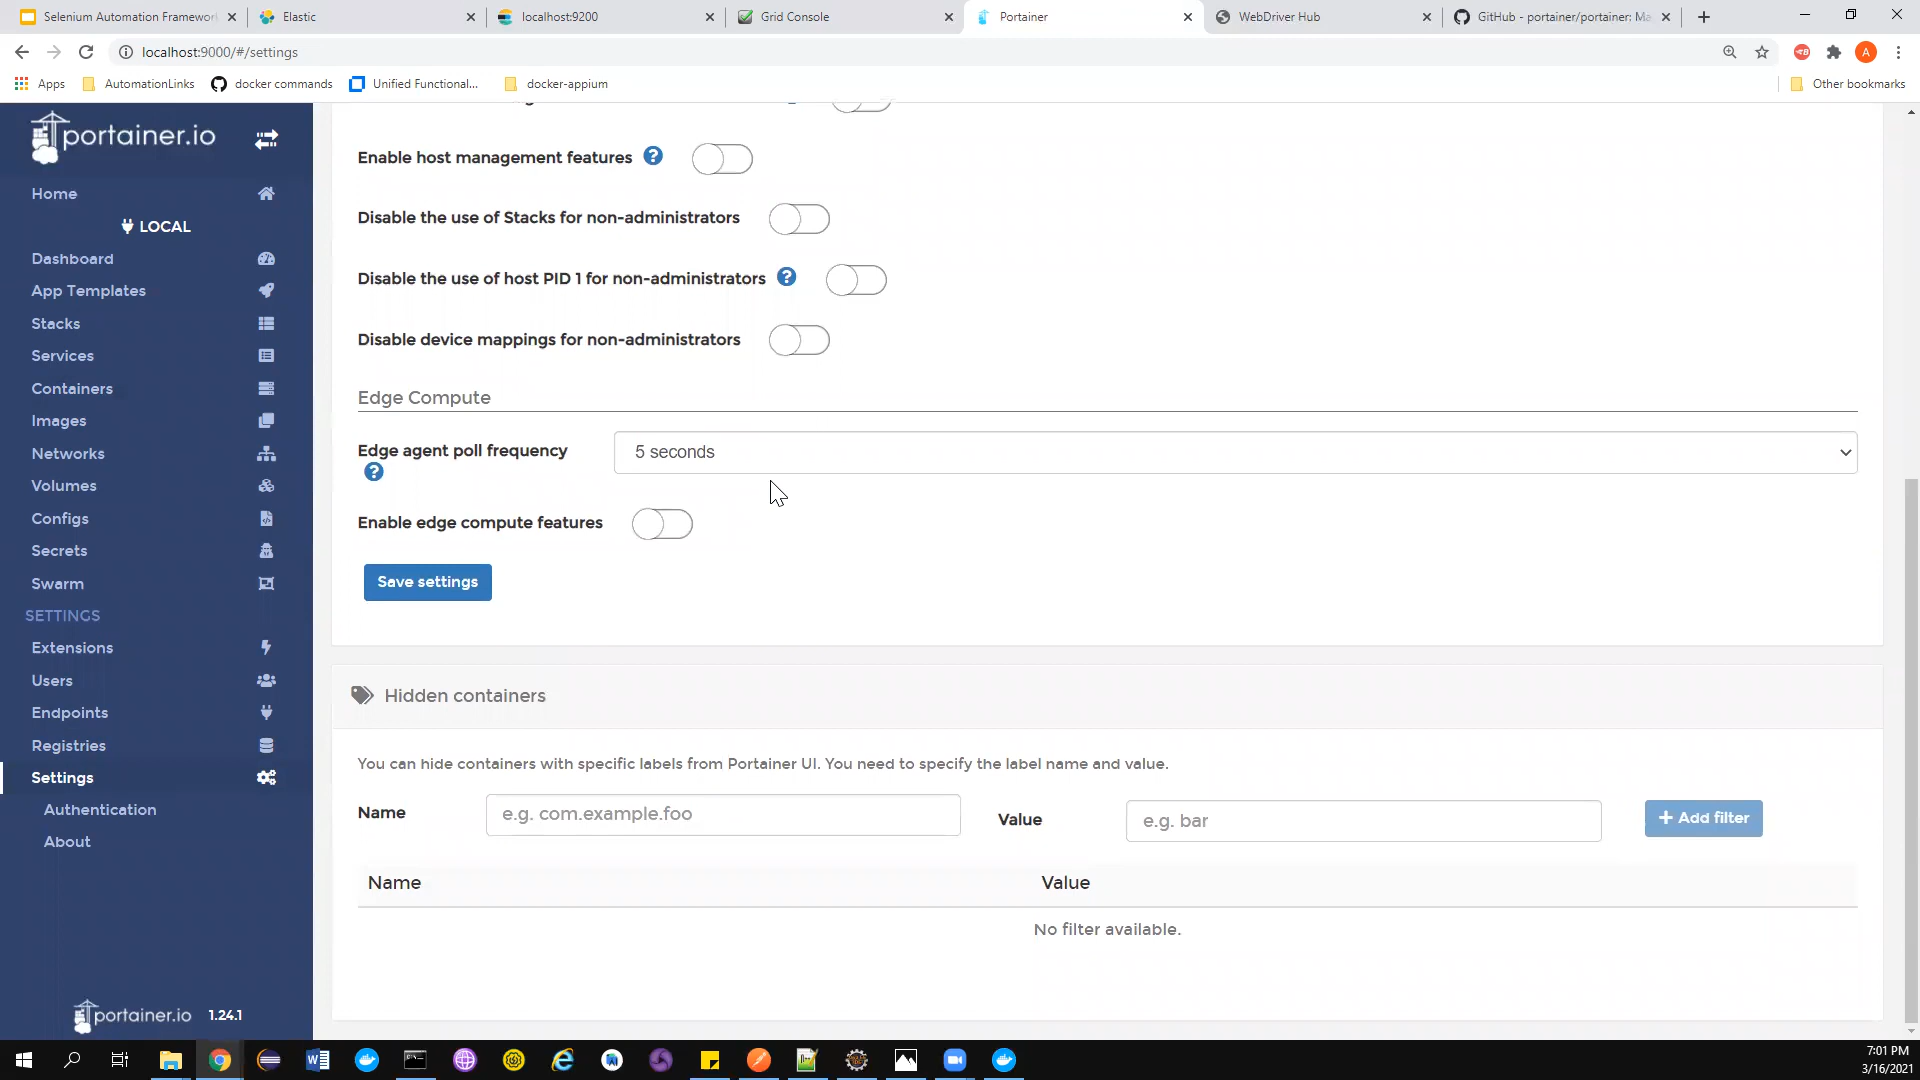 Selenium Automation Framewor
Elastic
localhost:9200
Grid Console
Portainer
WebDriver Hub
GitHub - portainer/portainer: Ma
localhost:9000/#/settings
A
Apps
AutomationLinks
docker commands
Unified Functional...
docker-appium
Other bookmarks
portainer.io
Home
LOCAL
Dashboard
App Templates
Stacks
Services
Containers
Images
Networks
Volumes
Configs
Secrets
Swarm
SETTINGS
Extensions
Users
Endpoints
Registries
Settings
Authentication
About
portainer.io 1.24.1
Enable host management features ?
Disable the use of Stacks for non-administrators
Disable the use of host PID 1 for non-administrators ?
Disable device mappings for non-administrators
Edge Compute
Edge agent poll frequency
?
5 seconds
Enable edge compute features
Save settings
Hidden containers
You can hide containers with specific labels from Portainer UI. You need to specify the label name and value.
Name
e.g. com.example.foo
Value
e.g. bar
+ Add filter
Name
Value
No filter available.
7:01 PM
3/16/2021